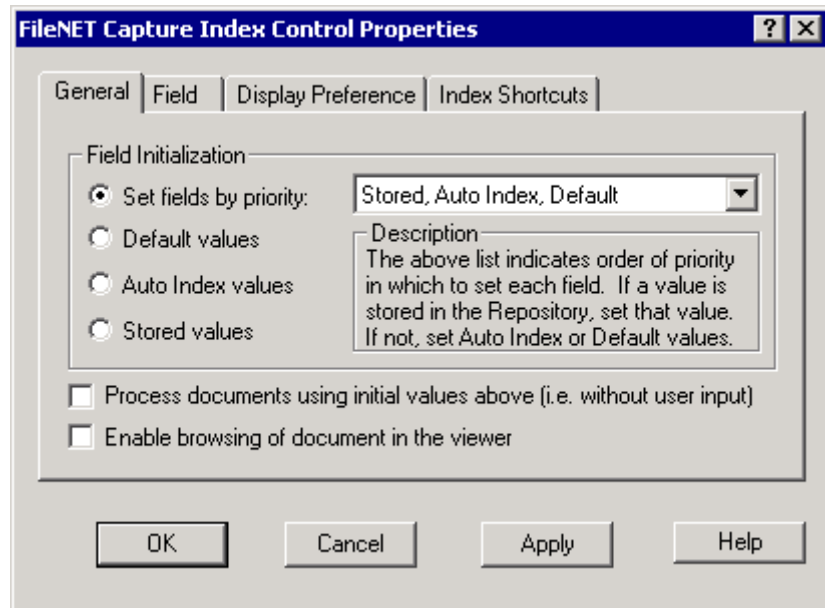 FileNET Capture Index Control Properties
General Field Display Preference Index Shortcuts
Field Initialization
Set fields by priority: Stored, Auto Index, Default
Default values
Auto Index values
Stored values
Description
The above list indicates order of priority
in which to set each field. If a value is
stored in the Repository, set that value.
If not, set Auto Index or Default values.
Process documents using initial values above (i.e. without user input)
Enable browsing of document in the viewer
OK Cancel Apply Help